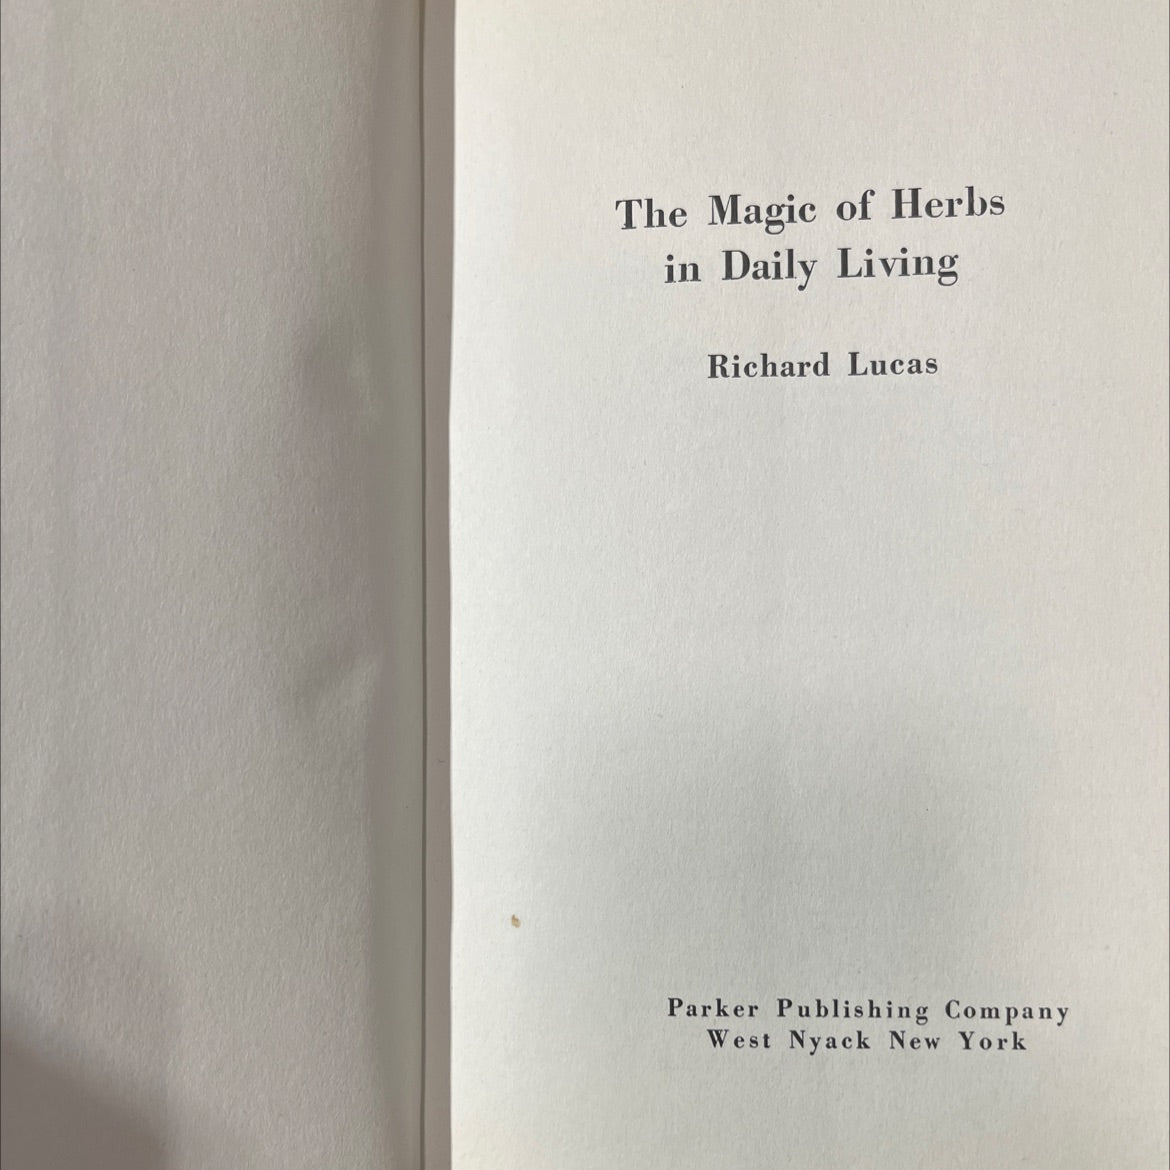 The Magic of Herbs
in Daily Living
Richard Lucas
Parker Publishing Company
West Nyack New York